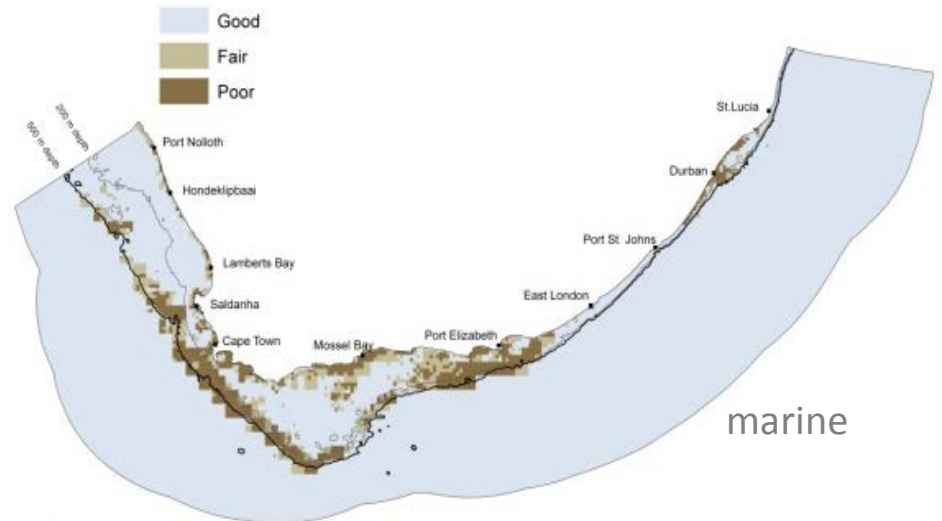 Good
Fair
Poor
200 m depth
500 m depth
Port Nolloth
Hondeklipbaai
Lamberts Bay
Saldanha
Cape Town
Mossel Bay
Port Elizabeth
East London
Port St. Johns
Durban
St.Lucia
marine